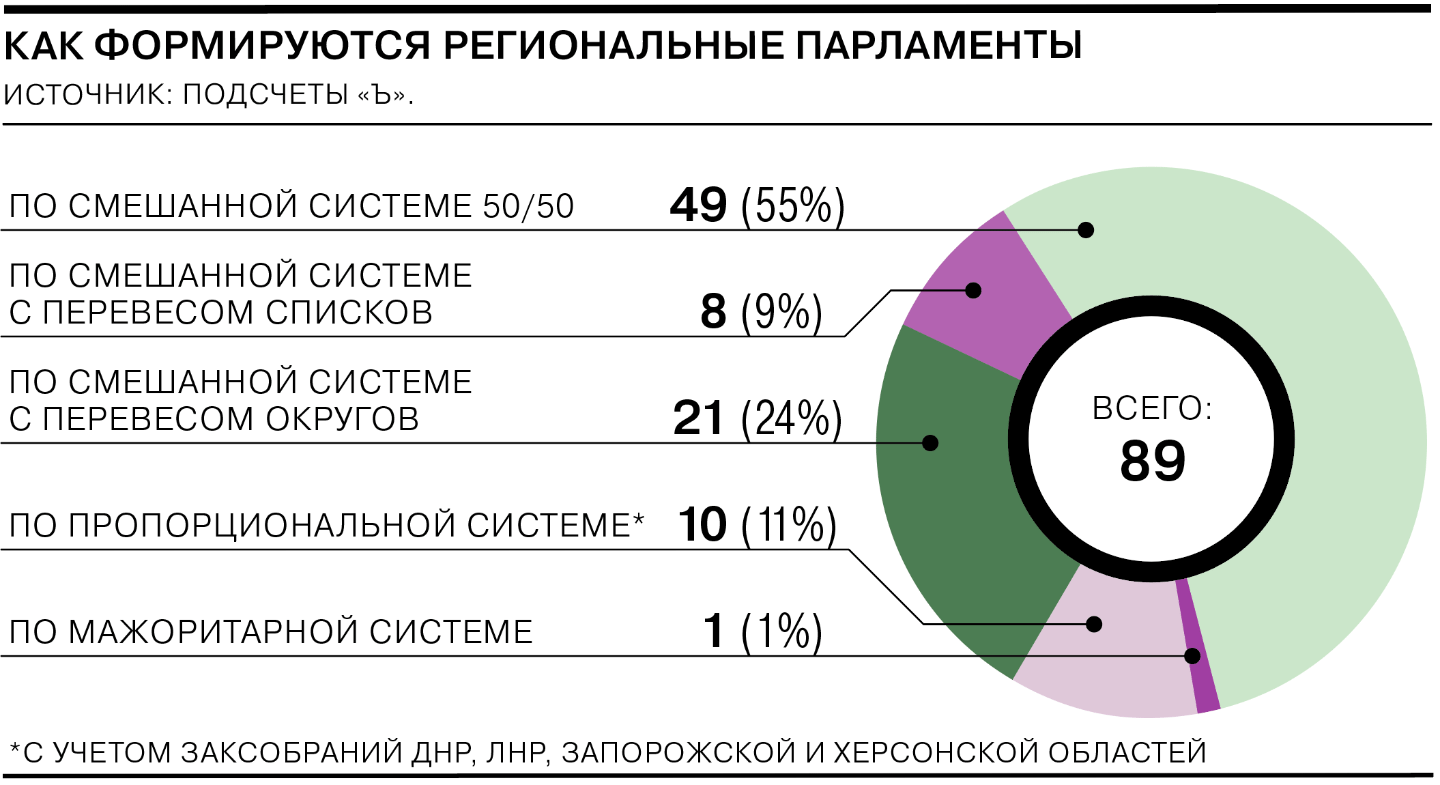 КАК ФОРМИРУЮТСЯ РЕГИОНАЛЬНЫЕ ПАРЛАМЕНТЫ
ИСТОЧНИК: ПОДСЧЕТЫ «Ъ».
ПО СМЕШАННОЙ СИСТЕМЕ 50/50 49 (55%)
ПО СМЕШАННОЙ СИСТЕМЕ
С ПЕРЕВЕСОМ СПИСКОВ 8 (9%)
ПО СМЕШАННОЙ СИСТЕМЕ
С ПЕРЕВЕСОМ ОКРУГОВ 21 (24%)
ПО ПРОПОРЦИОНАЛЬНОЙ СИСТЕМЕ* 10 (11%)
ПО МАЖОРИТАРНОЙ СИСТЕМЕ 1 (1%)
ВСЕГО:
89
*С УЧЕТОМ ЗАКСОБРАНИЙ ДНР, ЛНР, ЗАПОРОЖСКОЙ И ХЕРСОНСКОЙ ОБЛАСТЕЙ